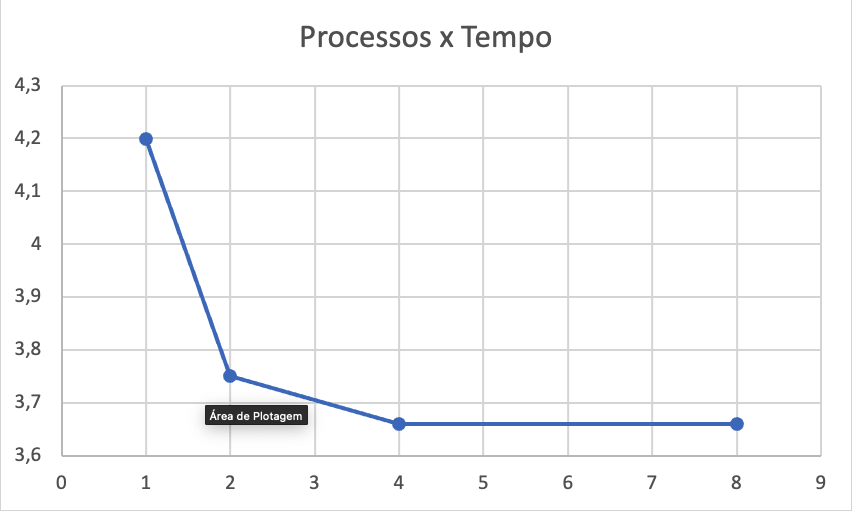 Processos x Tempo
4,3
4,2
4,1
4
3,9
3,8
3,7
Área de Plotagem
3,6
0 1 2 3 4 5 6 7 8 9